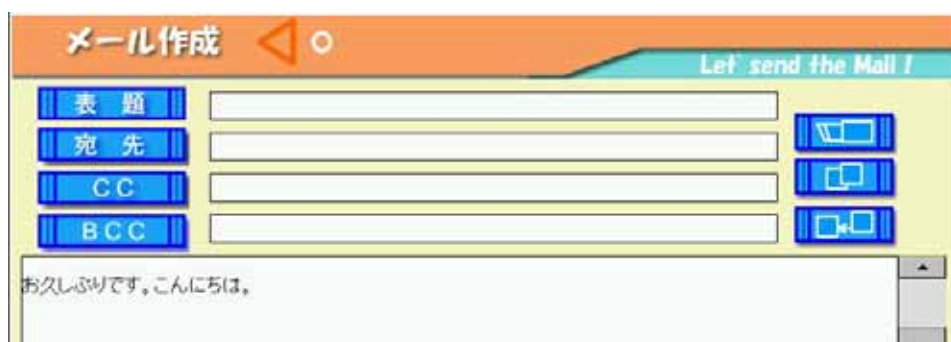 メール作成
Let' send the Mail !
表 題
宛 先
CC
BCC
お久しぶりです。こんにちは。